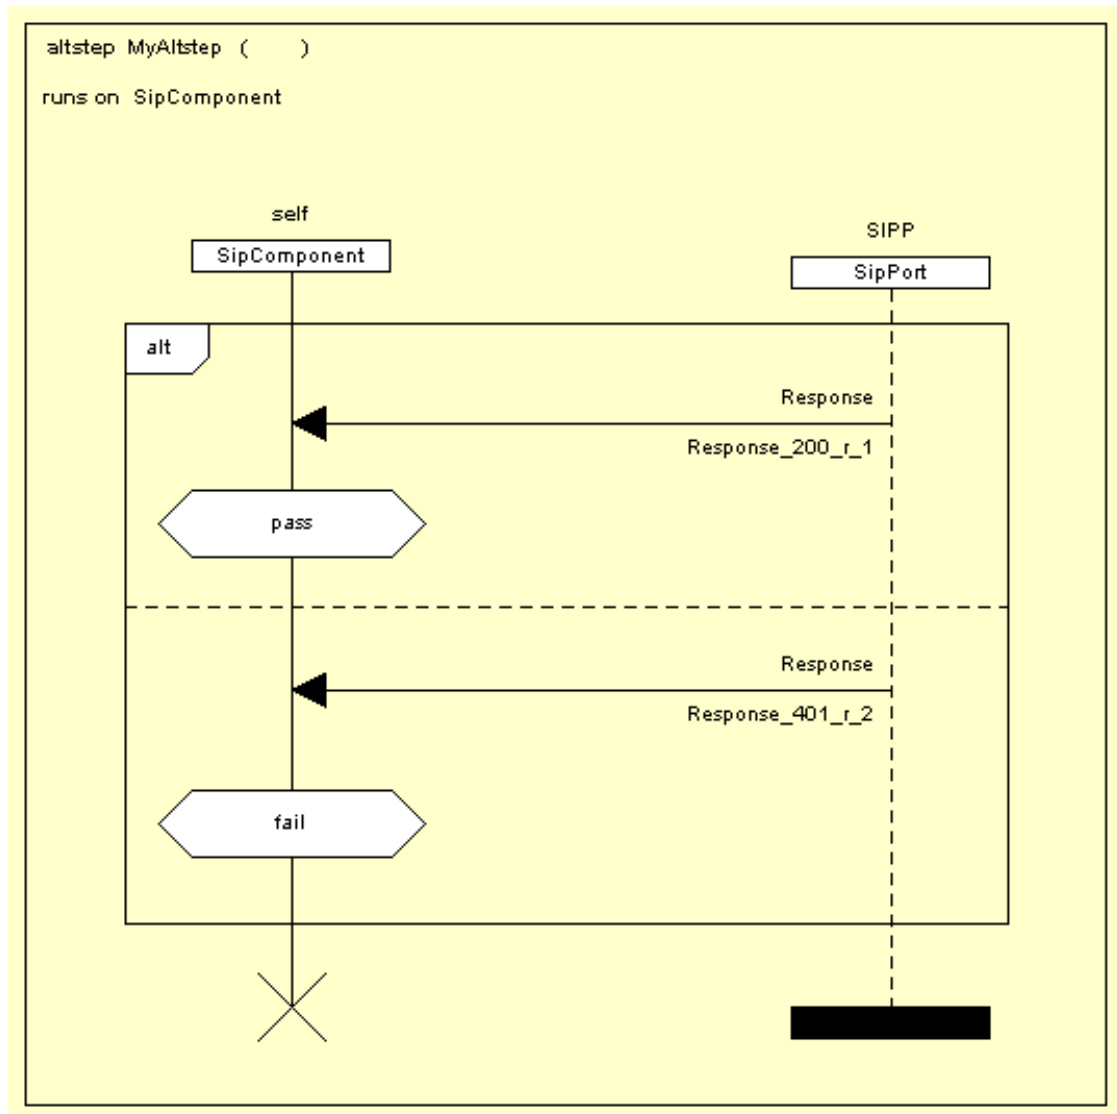 altstep MyAltstep ( )
runs on SipComponent
self
SipComponent
SIPP
SipPort
alt
Response
Response_200_r_1
pass
Response
Response_401_r_2
fail